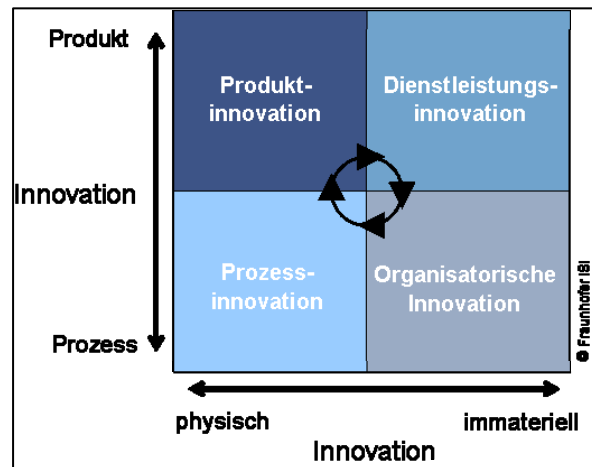 Produkt
Produkt-
innovation
Dienstleistungs-
innovation
Innovation
Prozess-
innovation
Organisatorische
Innovation
Prozess
© Fraunhofer ISI
physisch
immateriell
Innovation